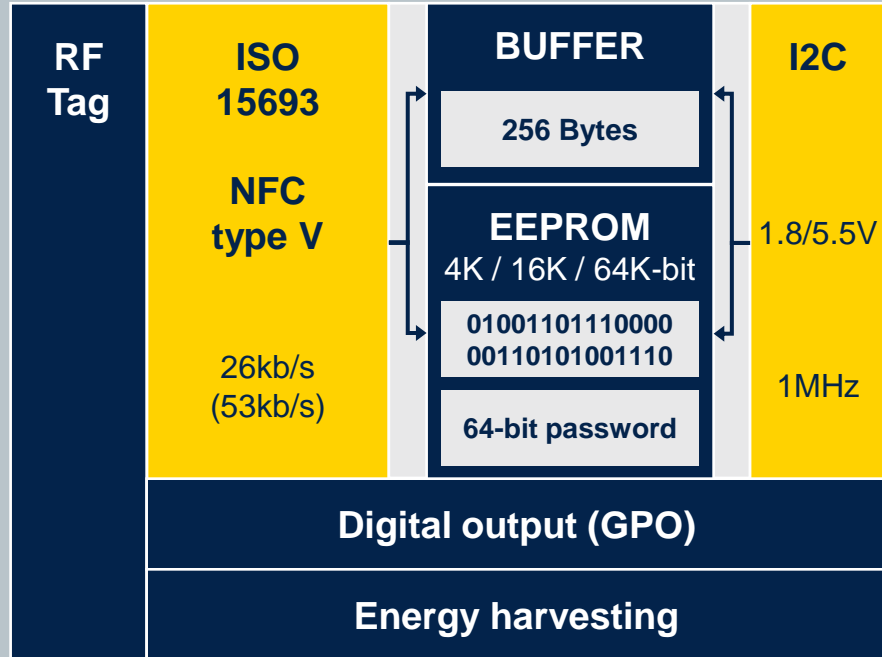 RF
Tag
ISO
15693
NFC
type V
26kb/s
(53kb/s)
BUFFER
256 Bytes
EEPROM
4K / 16K / 64K-bit
01001101110000
00110101001110
64-bit password
I2C
1.8/5.5V
1MHz
Digital output (GPO)
Energy harvesting